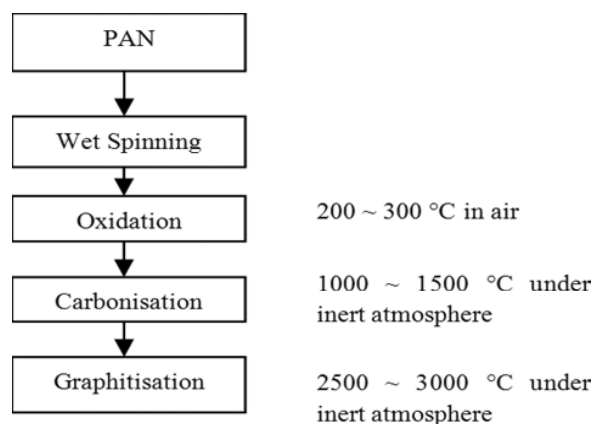 PAN
Wet Spinning
Oxidation
200 ~ 300 °C in air
Carbonisation
1000 ~ 1500 °C under
inert atmosphere
Graphitisation
2500 ~ 3000 °C under
inert atmosphere